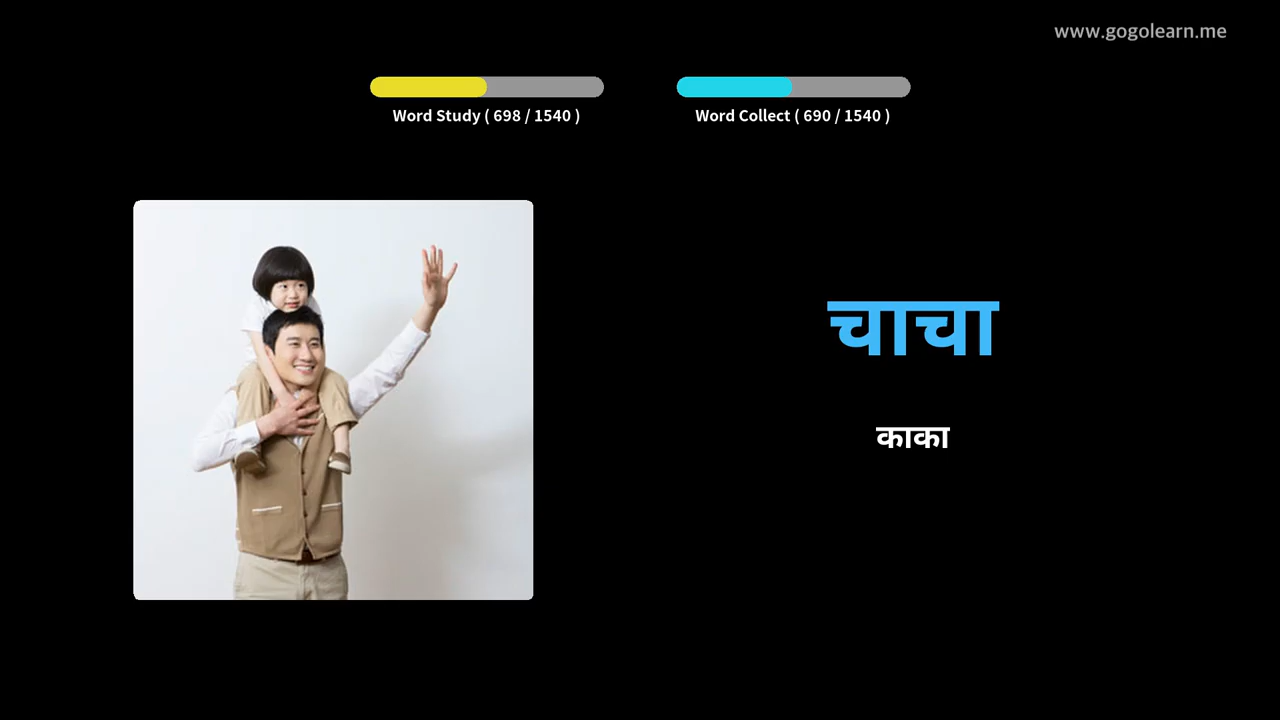 www.gogolearn.me
Word Study ( 698 / 1540 )
Word Collect ( 690 / 1540 )
चाचा
काका